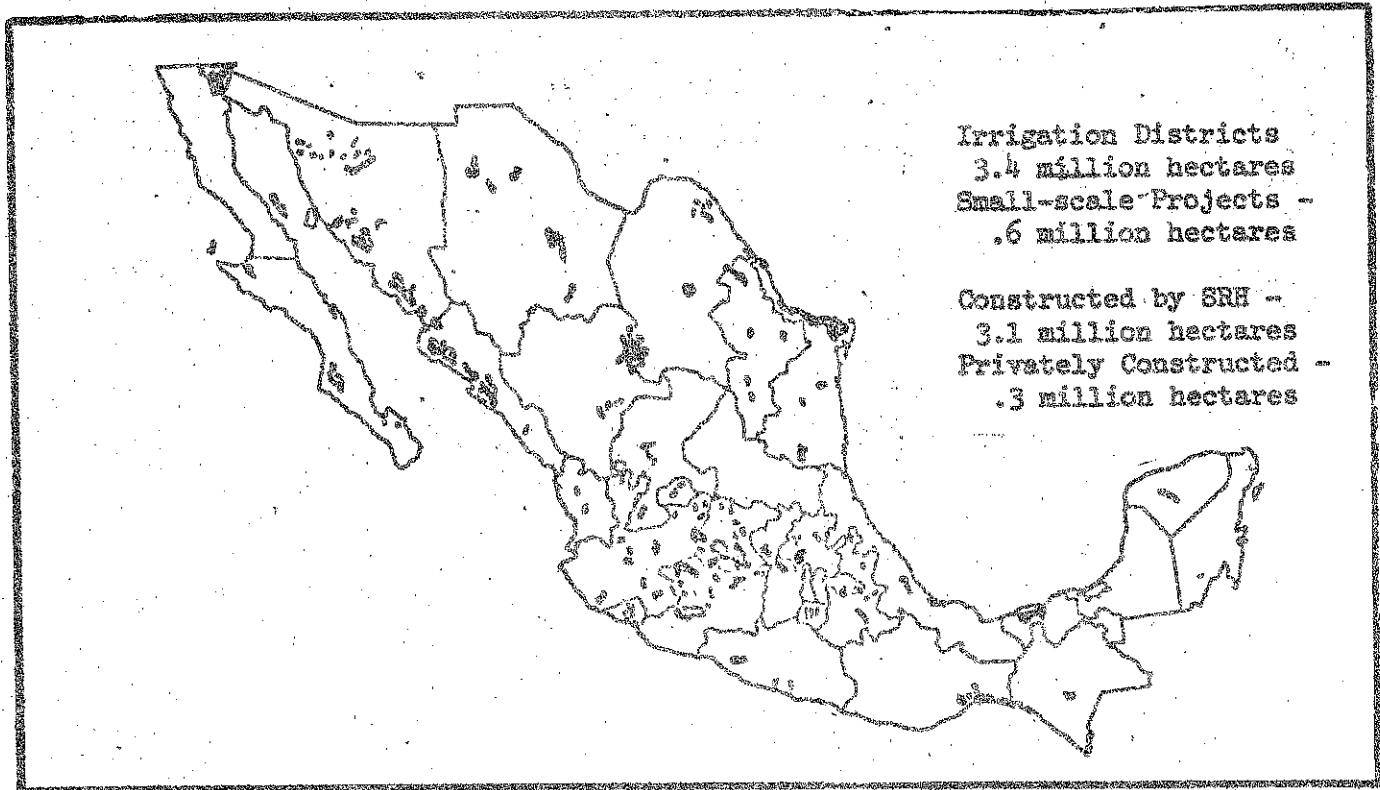 Irrigation Districts
3.4 million hectares
Small-scale Projects -
.6 million hectares
Constructed by SRH -
3.1 million hectares
Privately Constructed -
.3 million hectares